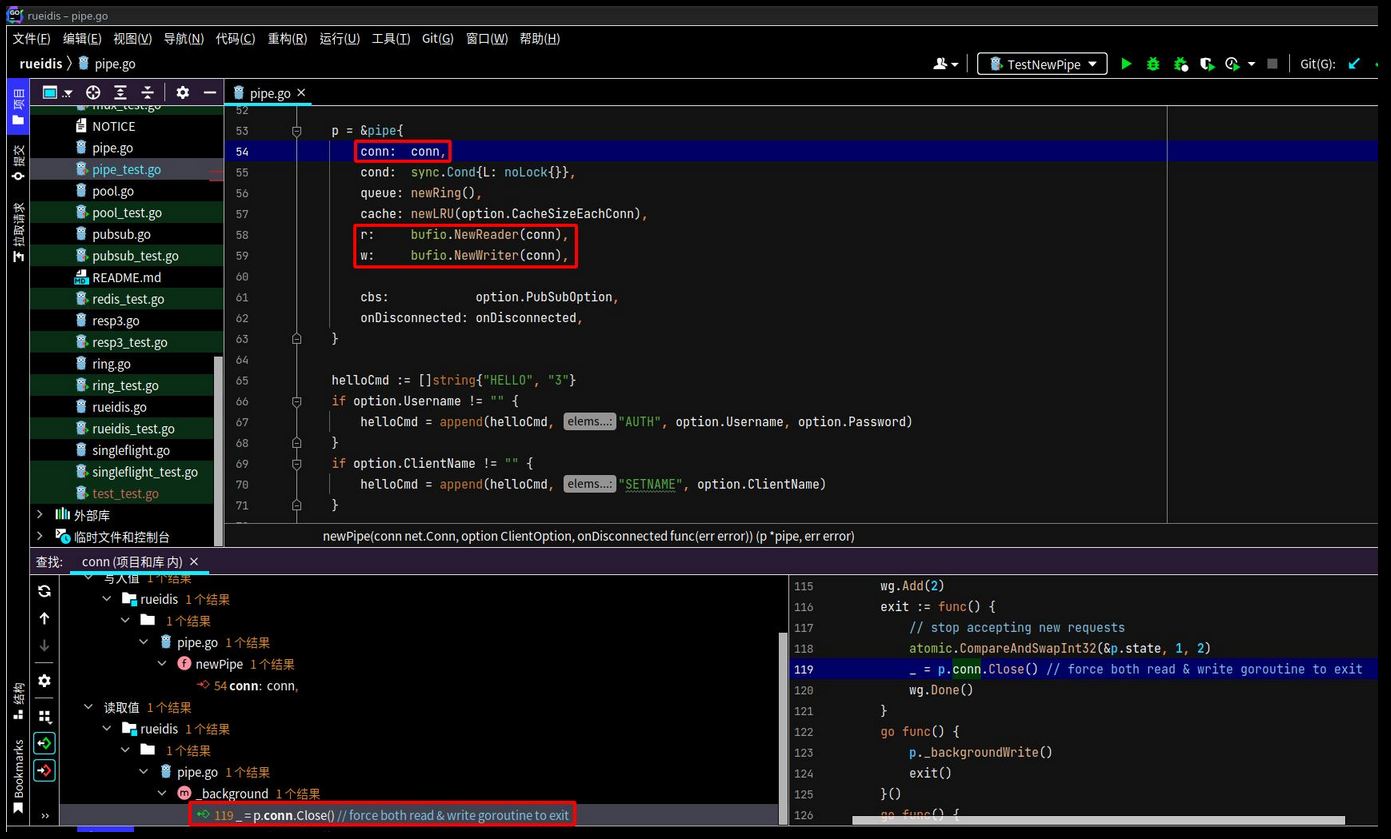 rueidis – pipe.go
文件(F) 编辑(E) 视图(V) 导航(N) 代码(C) 重构(R) 运行(U) 工具(T) Git(G) 窗口(W) 帮助(H)
rueidis 〉 pipe.go
TestNewPipe
Git(G):
项目
提交
拉取请求
结构
Bookmarks
mux_test.go
NOTICE
pipe.go
pipe_test.go
pool.go
pool_test.go
pubsub.go
pubsub_test.go
README.md
redis_test.go
resp3.go
resp3_test.go
ring.go
ring_test.go
rueidis.go
rueidis_test.go
singleflight.go
singleflight_test.go
test_test.go
外部库
临时文件和控制台
pipe.go ×
52
53 p = &pipe{
54 conn: conn,
55 cond: sync.Cond{L: noLock{}},
56 queue: newRing(),
57 cache: newLRU(option.CacheSizeEachConn),
58 r: bufio.NewReader(conn),
59 w: bufio.NewWriter(conn),
60
61 cbs: option.PubSubOption,
62 onDisconnected: onDisconnected,
63 }
64
65 helloCmd := []string{"HELLO", "3"}
66 if option.Username != "" {
67 helloCmd = append(helloCmd, elems...: "AUTH", option.Username, option.Password)
68 }
69 if option.ClientName != "" {
70 helloCmd = append(helloCmd, elems...: "SETNAME", option.ClientName)
71 }
newPipe(conn net.Conn, option ClientOption, onDisconnected func(err error)) (p *pipe, err error)
查找: conn (项目和库 内) ×
写入值 1个结果
rueidis 1个结果
1个结果
pipe.go 1个结果
newPipe 1个结果
54 conn: conn,
读取值 1个结果
rueidis 1个结果
1个结果
pipe.go 1个结果
_background 1个结果
119 _ = p.conn.Close() // force both read & write goroutine to exit
115 wg.Add(2)
116 exit := func() {
117 // stop accepting new requests
118 atomic.CompareAndSwapInt32(&p.state, 1, 2)
119 _ = p.conn.Close() // force both read & write goroutine to exit
120 wg.Done()
121 }
122 go func() {
123 p._backgroundWrite()
124 exit()
125 }()
126 go func() {